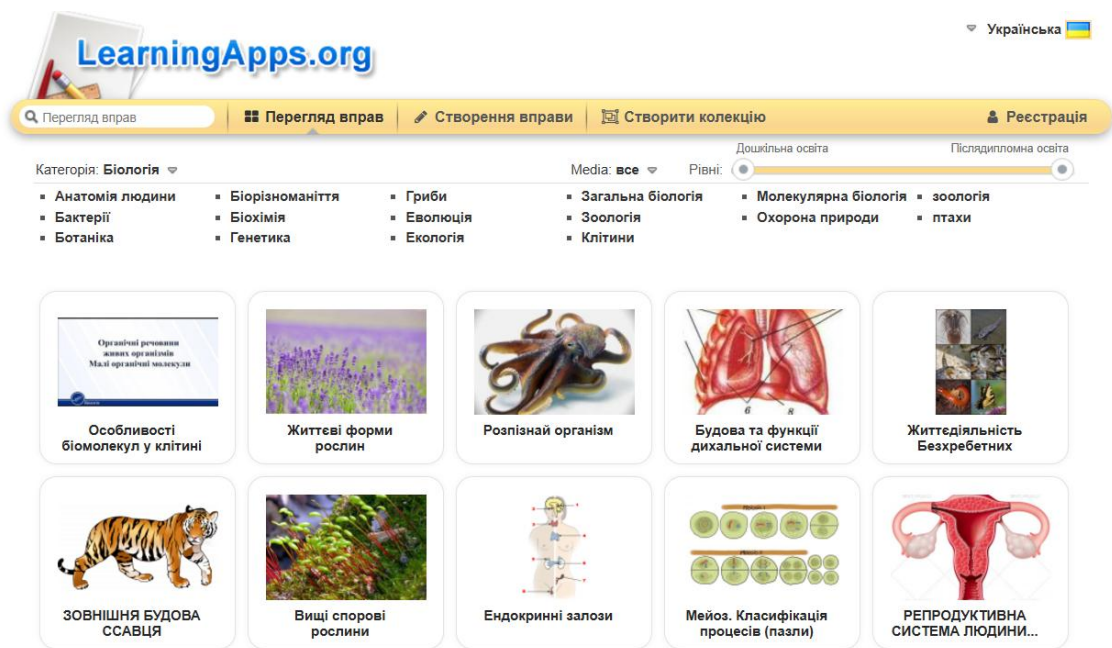 LearningApps.org
Українська
Перегляд вправ
Перегляд вправ
Створення вправи
Створити колекцію
Реєстрація
Категорія: Біологія
Media: все
Рівні:
Дошкільна освіта
Післядипломна освіта
Анатомія людини
Бактерії
Ботаніка
Біорізноманіття
Біохімія
Генетика
Гриби
Еволюція
Екологія
Загальна біологія
Зоологія
Клітини
Молекулярна біологія
Охорона природи
зоологія
птахи
Органічні речовини
живих організмів
Малі органічні молекули
Особливості
біомолекул у клітині
Життєві форми
рослин
Розпізнай організм
6 8
Будова та функції
дихальної системи
Життєдіяльність
Безхребетних
ЗОВНІШНЯ БУДОВА
ССАВЦЯ
Вищі спорові
рослини
Ендокринні залози
Мейоз. Класифікація
процесів (пазли)
РЕПРОДУКТИВНА
СИСТЕМА ЛЮДИНИ...